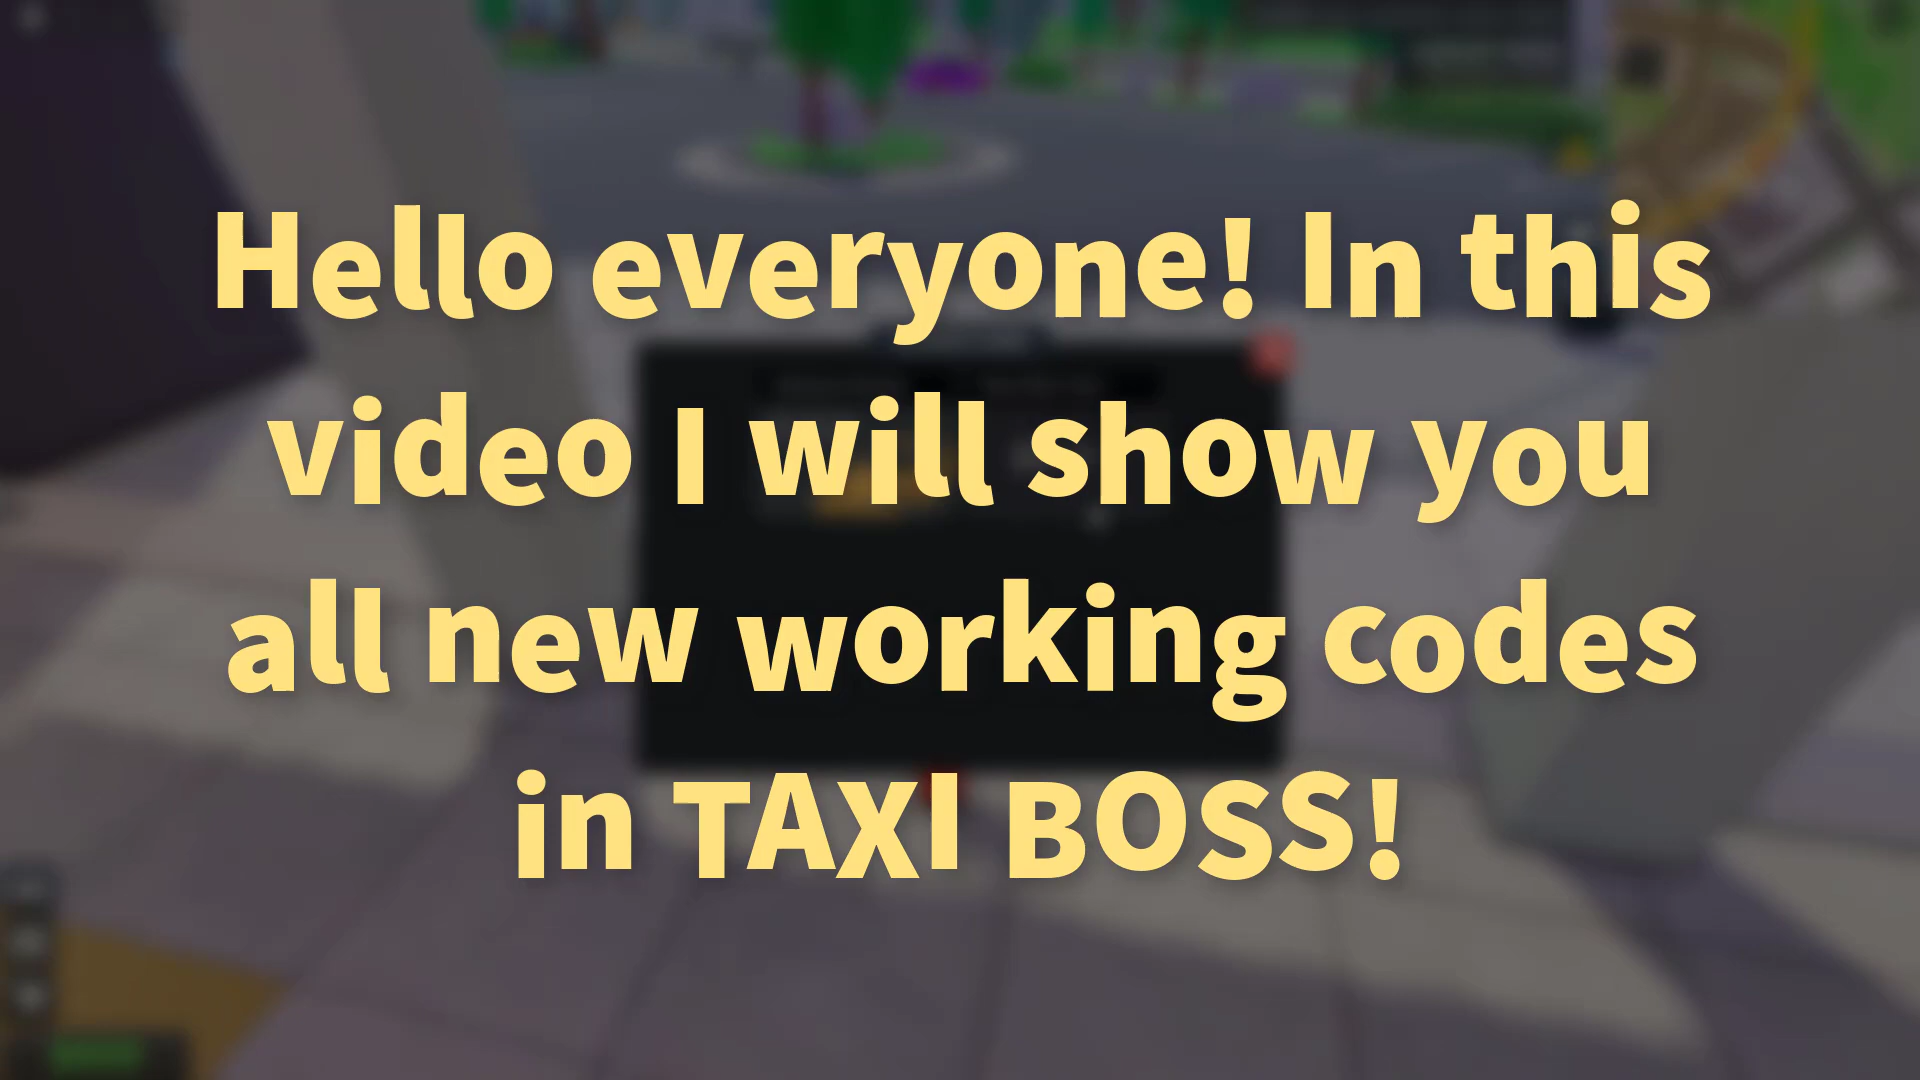 Hello everyone! In this
video I will show you
all new working codes
in TAXI BOSS!